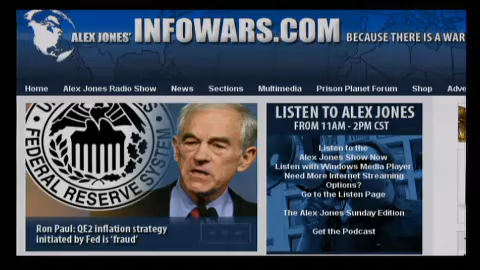 ALEX JONES' INFOWARS.COM BECAUSE THERE IS A WAR
Home Alex Jones Radio Show News Sections Multimedia Prison Planet Forum Shop Adve
FEDERAL RESERVE SYSTEM
LISTEN TO ALEX JONES
FROM 11AM - 2PM CST
Listen to the
Alex Jones Show Now
Listen with Windows Media Player
Need More Internet Streaming
Options?
Go to the Listen Page
The Alex Jones Sunday Edition
Get the Podcast
Ron Paul: QE2 inflation strategy
initiated by Fed is 'fraud'